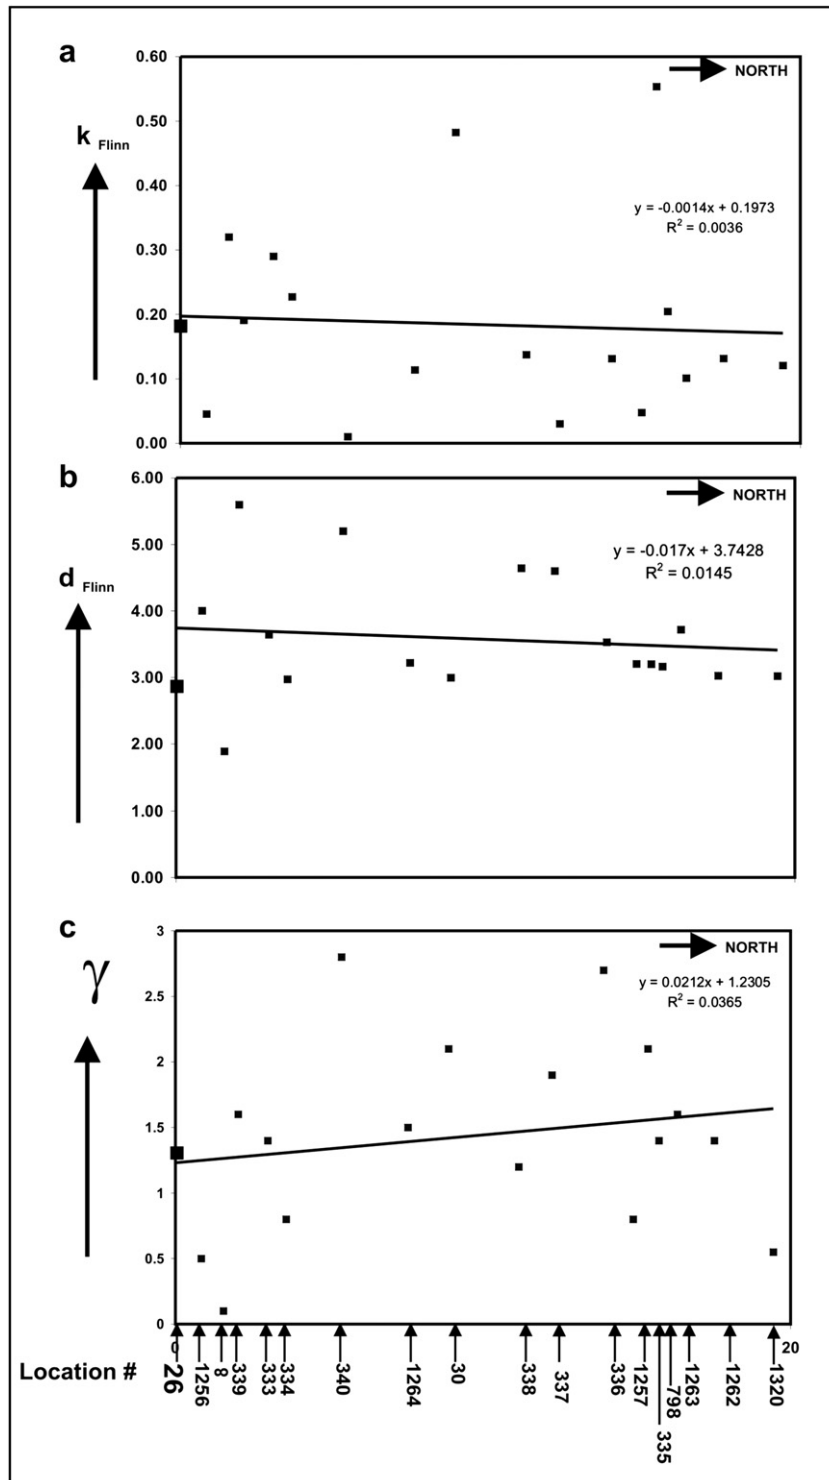 a
k Flinn
0.60
0.50
0.40
0.30
0.20
0.10
0.00
NORTH
y = -0.0014x + 0.1973
R² = 0.0036
b
d Flinn
6.00
5.00
4.00
3.00
2.00
1.00
0.00
NORTH
y = -0.017x + 3.7428
R² = 0.0145
c
γ
3
2.5
2
1.5
1
0.5
0
NORTH
y = 0.0212x + 1.2305
R² = 0.0365
0
20
Location #
26
1256
8
339
333
334
340
1264
30
338
337
336
1257
335
798
1263
1262
1320